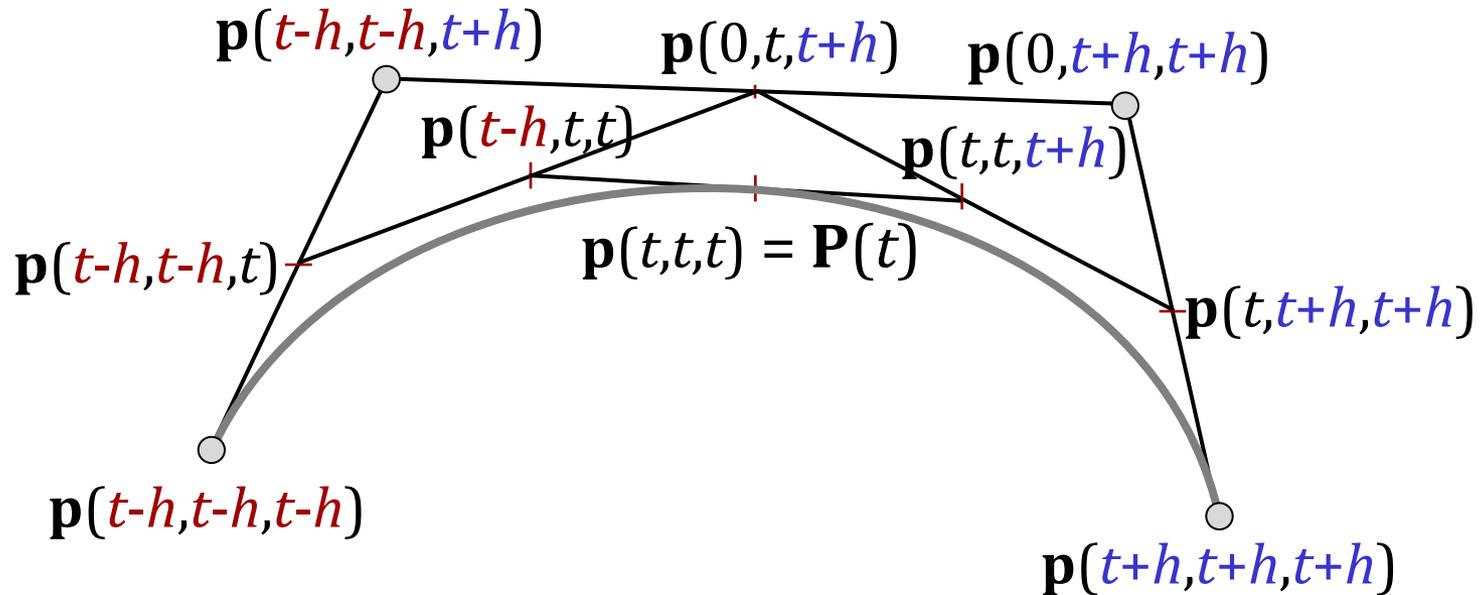 p(t-h,t-h,t+h)
p(0,t,t+h)
p(0,t+h,t+h)
p(t-h,t,t)
p(t,t,t+h)
p(t-h,t-h,t)
p(t,t,t) = P(t)
p(t,t+h,t+h)
p(t-h,t-h,t-h)
p(t+h,t+h,t+h)